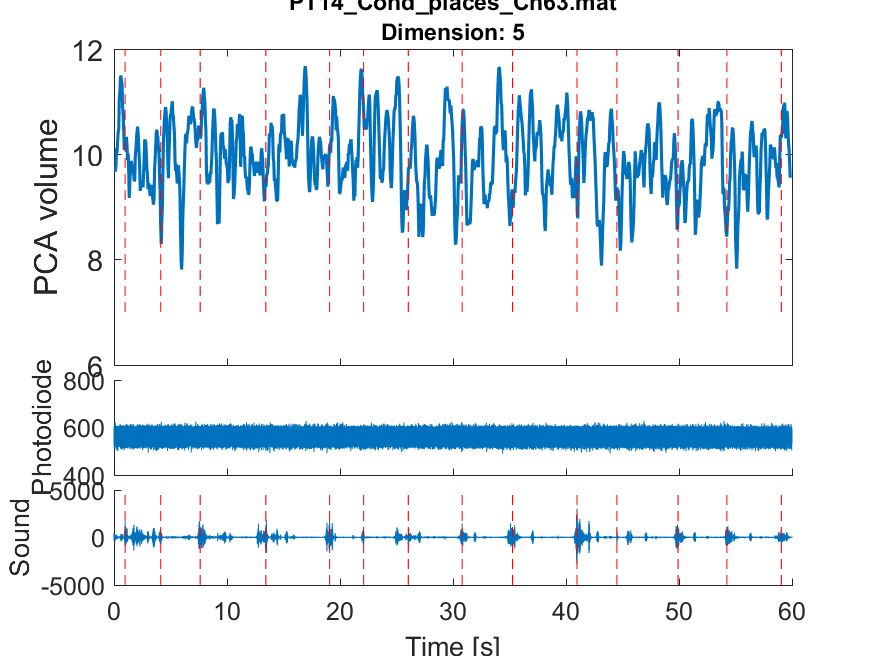 PT14_Cond_places_Ch63.mat
Dimension: 5
12
10
8
6
PCA volume
800
600
400
Photodiode
5000
0
-5000
Sound
0 10 20 30 40 50 60
Time [s]